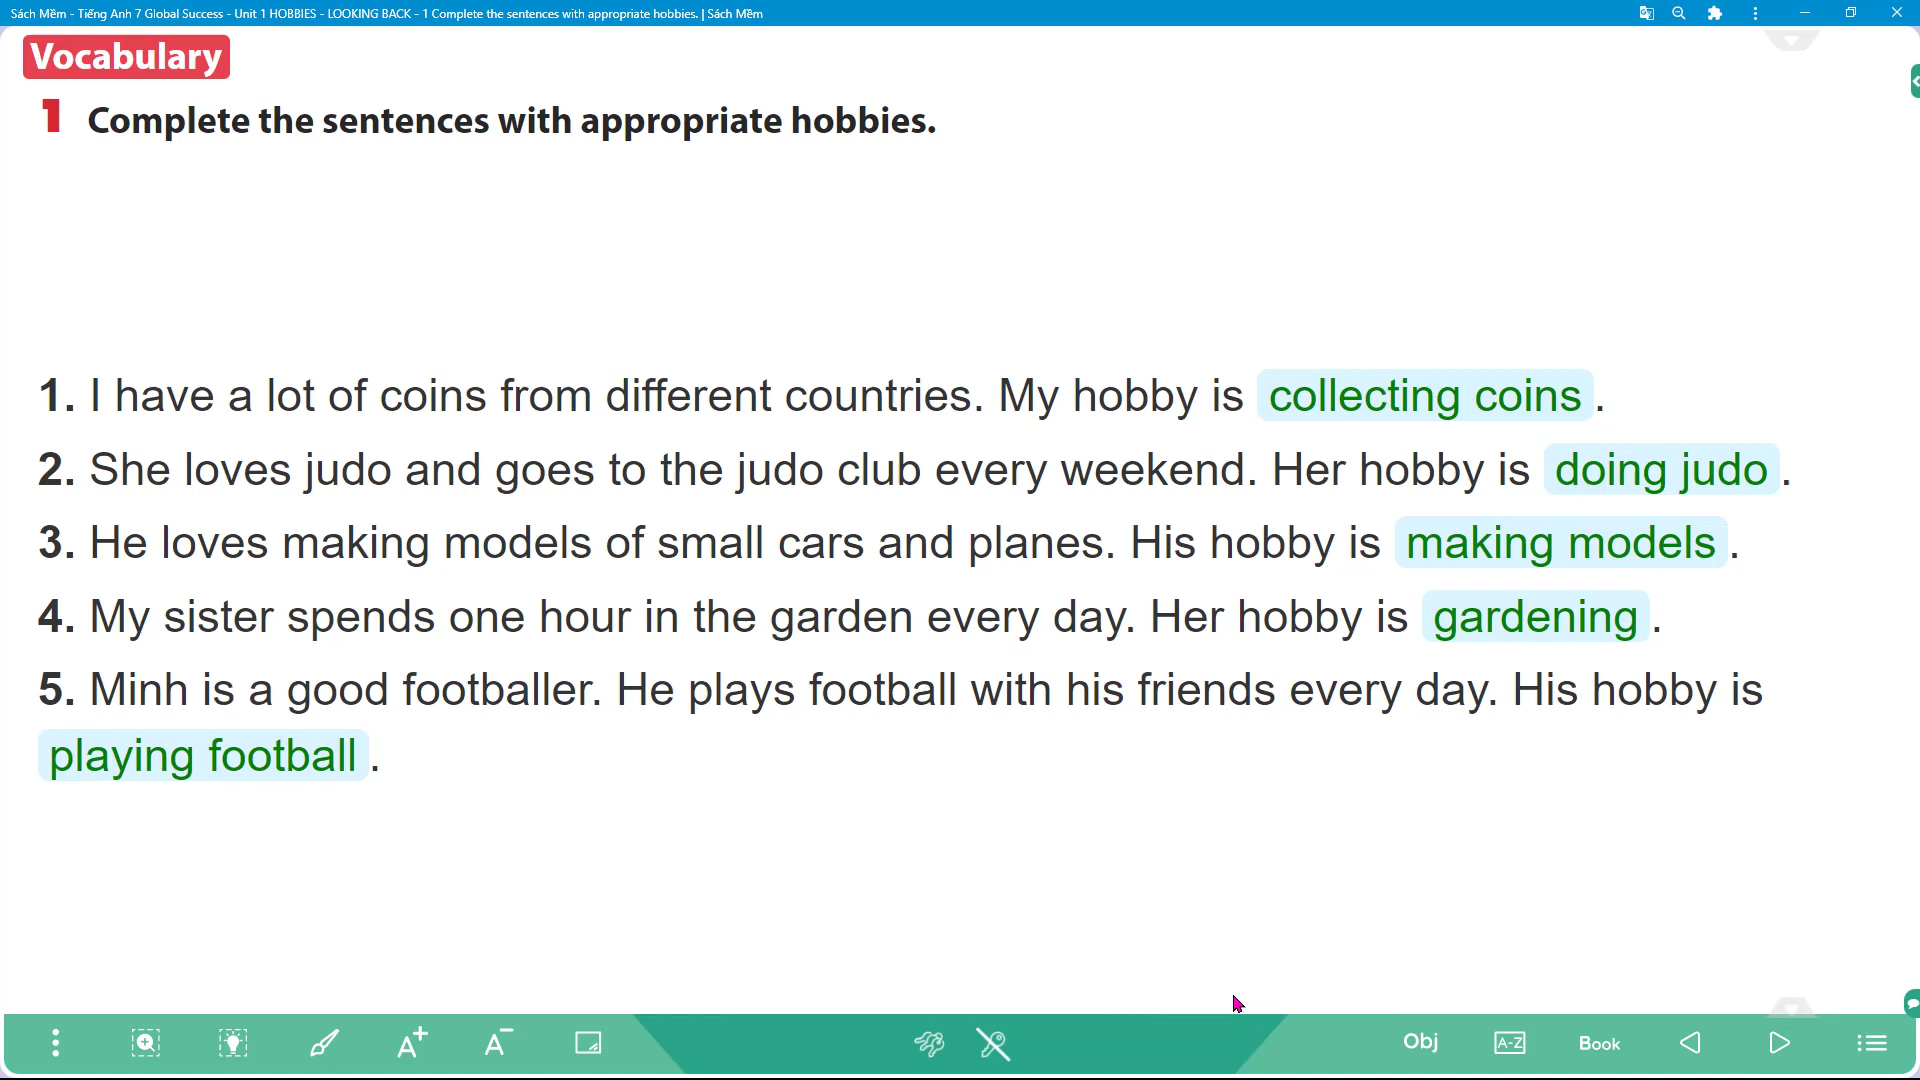 Sách Mềm - Tiếng Anh 7 Global Success - Unit 1 HOBBIES - LOOKING BACK - 1 Complete the sentences with appropriate hobbies. | Sách Mềm
Vocabulary
1 Complete the sentences with appropriate hobbies.
1. I have a lot of coins from different countries. My hobby is collecting coins.
2. She loves judo and goes to the judo club every weekend. Her hobby is doing judo.
3. He loves making models of small cars and planes. His hobby is making models.
4. My sister spends one hour in the garden every day. Her hobby is gardening.
5. Minh is a good footballer. He plays football with his friends every day. His hobby is
playing football.
A+ A- Obj A-Z Book